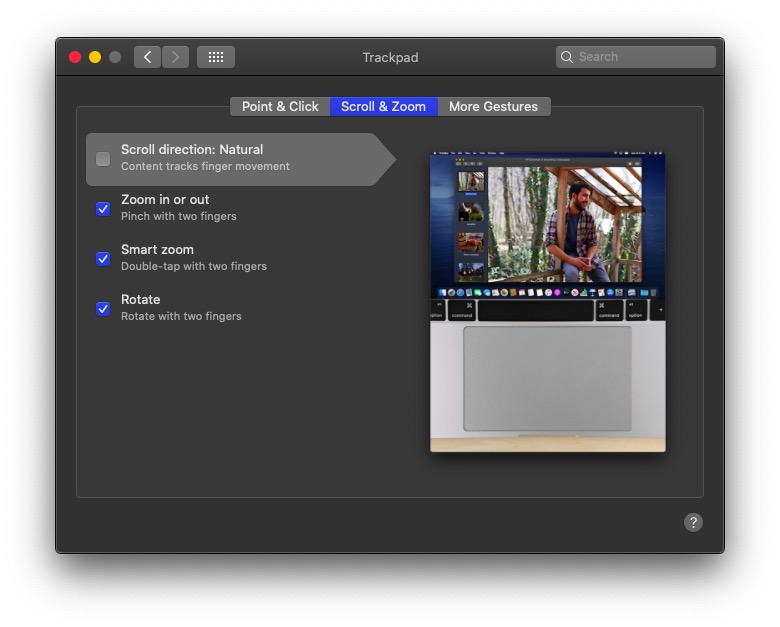 Trackpad
Search
Point & Click
Scroll & Zoom
More Gestures
Scroll direction: Natural
Content tracks finger movement
Zoom in or out
Pinch with two fingers
Smart zoom
Double-tap with two fingers
Rotate
Rotate with two fingers
⌘
command
⌘
command
option
?